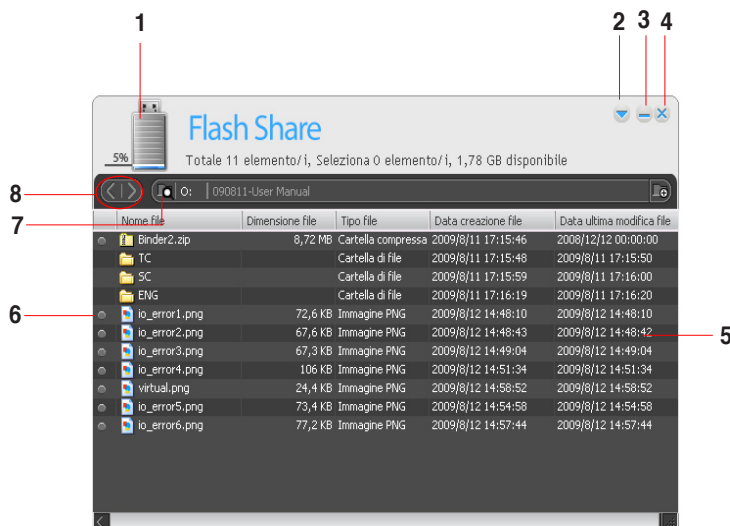 1 2 3 4
Flash Share
5%
Totale 11 elemento/i, Seleziona 0 elemento/i, 1,78 GB disponibile
8
O: 090811-User Manual
7
Nome file Dimensione file Tipo file Data creazione file Data ultima modifica file
Binder2.zip 8,72 MB Cartella compressa 2009/8/11 17:15:46 2008/12/12 00:00:00
TC Cartella di file 2009/8/11 17:15:48 2009/8/11 17:15:50
SC Cartella di file 2009/8/11 17:15:59 2009/8/11 17:16:00
ENG Cartella di file 2009/8/11 17:16:19 2009/8/11 17:16:20
6
io_error1.png 72,6 KB Immagine PNG 2009/8/12 14:48:10 2009/8/12 14:48:10
io_error2.png 67,6 KB Immagine PNG 2009/8/12 14:48:43 2009/8/12 14:48:42
5
io_error3.png 67,3 KB Immagine PNG 2009/8/12 14:49:04 2009/8/12 14:49:04
io_error4.png 106 KB Immagine PNG 2009/8/12 14:51:34 2009/8/12 14:51:34
virtual.png 24,4 KB Immagine PNG 2009/8/12 14:58:52 2009/8/12 14:58:52
io_error5.png 73,4 KB Immagine PNG 2009/8/12 14:54:58 2009/8/12 14:54:58
io_error6.png 77,2 KB Immagine PNG 2009/8/12 14:57:44 2009/8/12 14:57:44